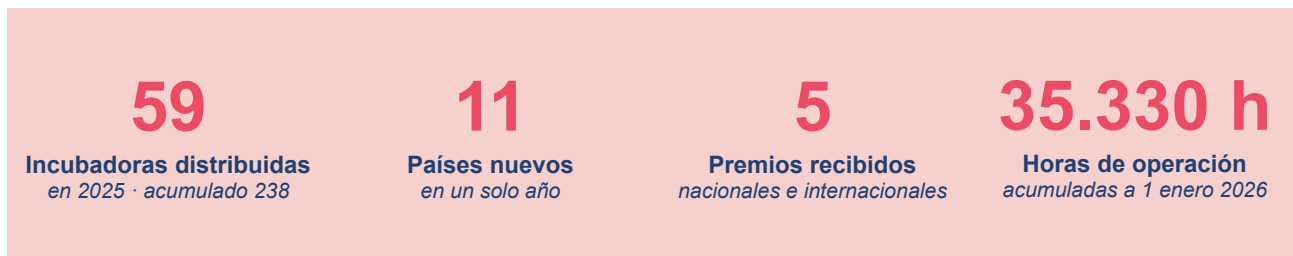 59
Incubadoras distribuidas
en 2025 · acumulado 238
11
Países nuevos
en un solo año
5
Premios recibidos
nacionales e internacionales
35.330 h
Horas de operación
acumuladas a 1 enero 2026